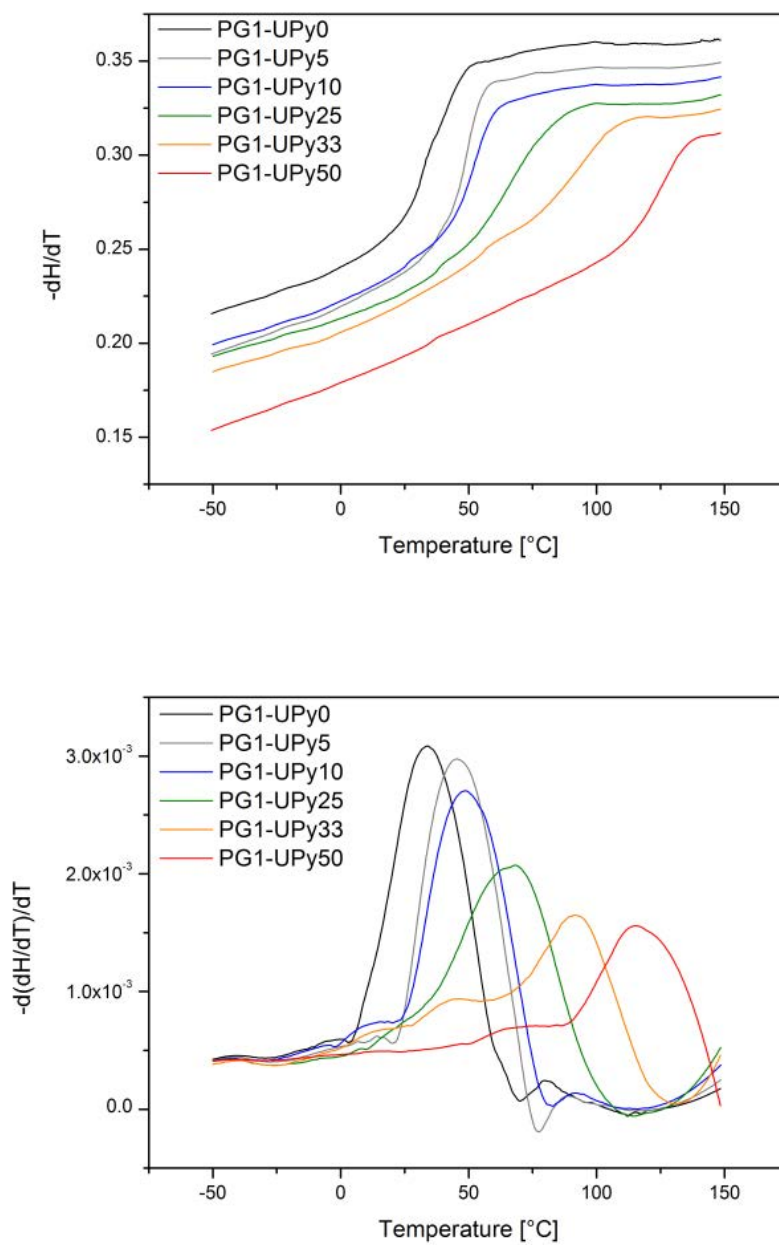 PG1-UPy0
PG1-UPy5
PG1-UPy10
PG1-UPy25
PG1-UPy33
PG1-UPy50
0.35
0.30
0.25
0.20
0.15
-dH/dT
-50 0 50 100 150
Temperature [°C]
PG1-UPy0
PG1-UPy5
PG1-UPy10
PG1-UPy25
PG1-UPy33
PG1-UPy50
3.0x10⁻³
2.0x10⁻³
1.0x10⁻³
0.0
-d(dH/dT)/dT
-50 0 50 100 150
Temperature [°C]